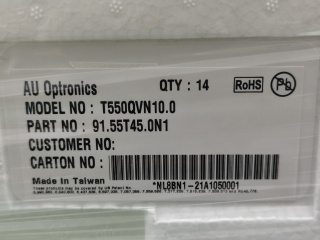 AU Optronics QTY : 14 RoHS Pb
MODEL NO : T550QVN10.0
PART NO : 91.55T45.0N1
CUSTOMER NO:
CARTON NO :
Made in Taiwan *NL8BN1-21A1050001